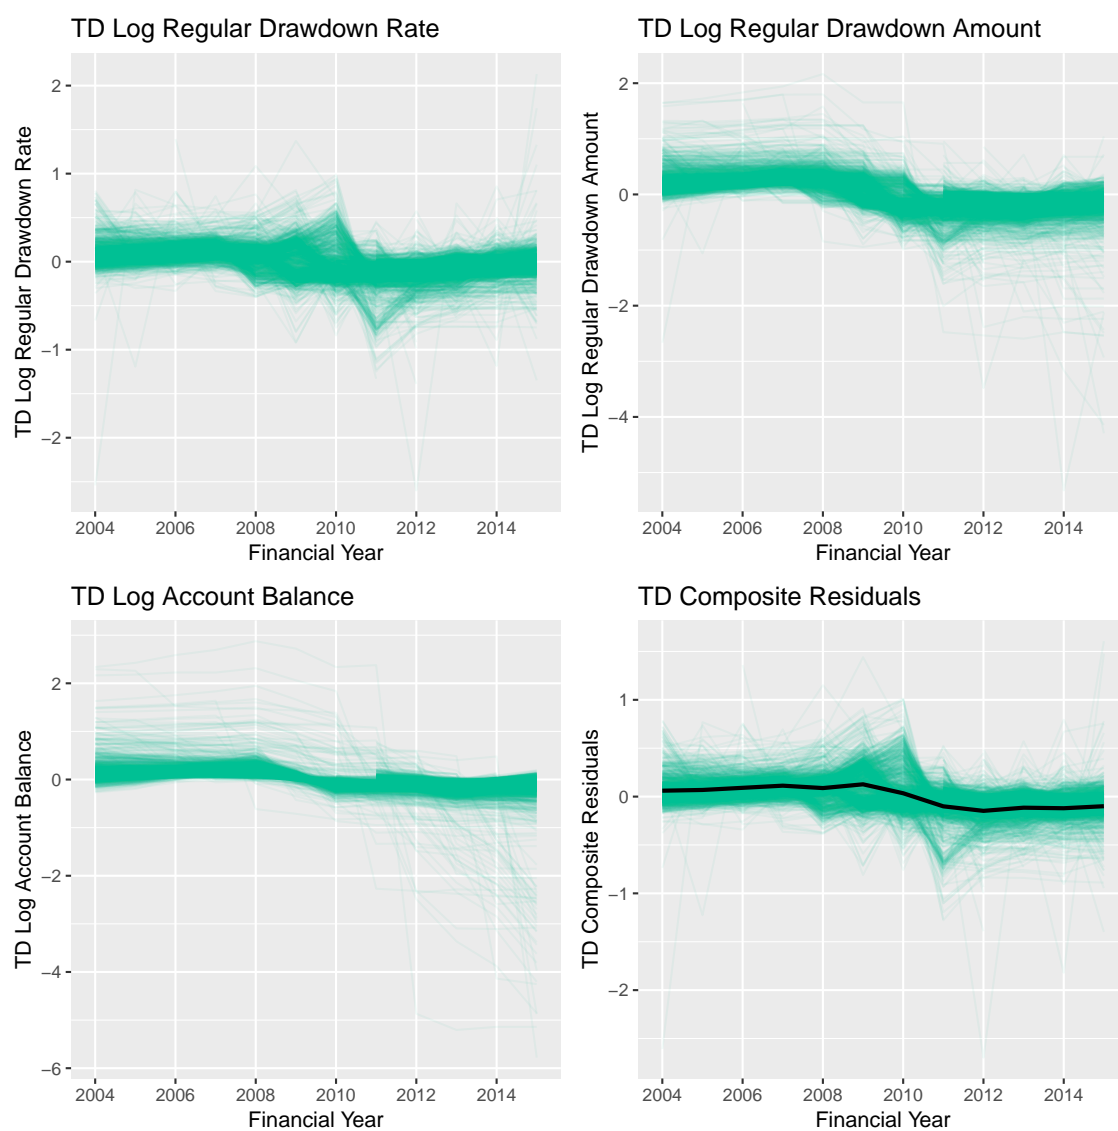 TD Log Regular Drawdown Rate
TD Log Regular Drawdown Rate
2
1
0
−1
−2
2004 2006 2008 2010 2012 2014
Financial Year
TD Log Regular Drawdown Amount
TD Log Regular Drawdown Amount
2
0
−2
−4
2004 2006 2008 2010 2012 2014
Financial Year
TD Log Account Balance
TD Log Account Balance
2
0
−2
−4
−6
2004 2006 2008 2010 2012 2014
Financial Year
TD Composite Residuals
TD Composite Residuals
1
0
−1
−2
2004 2006 2008 2010 2012 2014
Financial Year